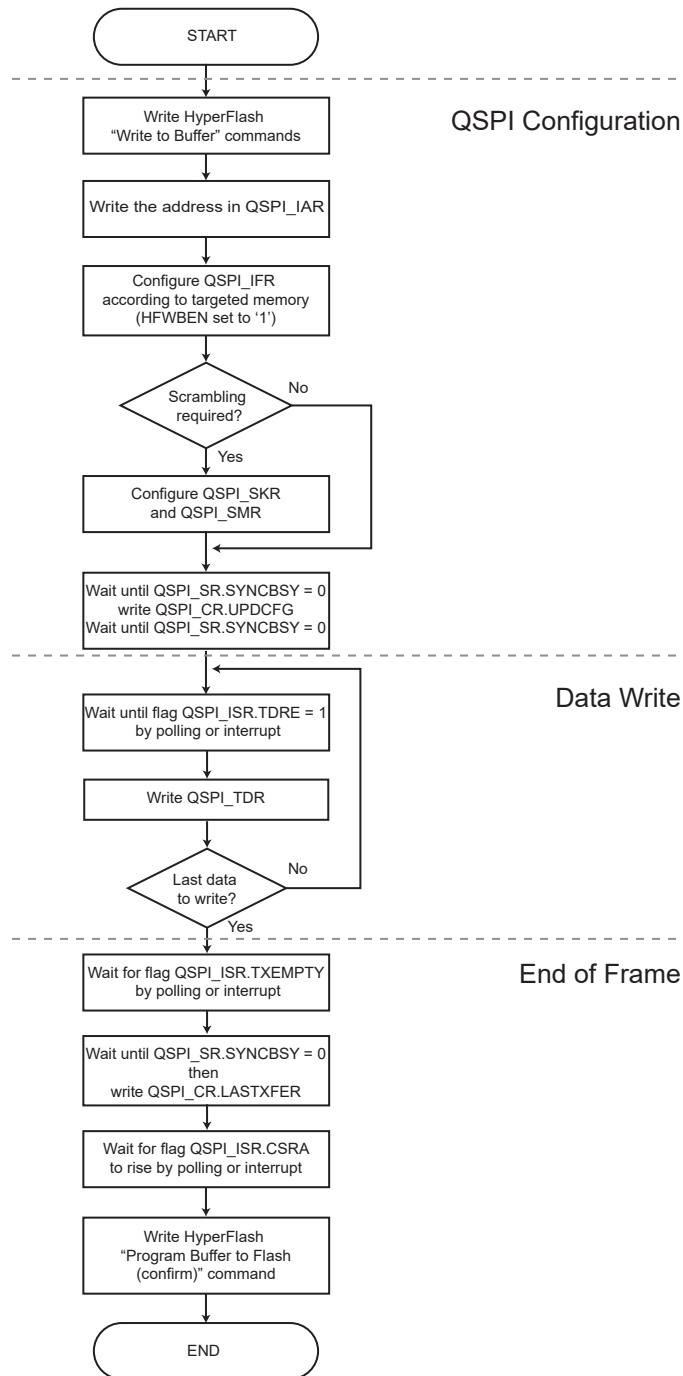 START
QSPI Configuration
Write HyperFlash
“Write to Buffer” commands
Write the address in QSPI_IAR
Configure QSPI_IFR
according to targeted memory
(HFWBEN set to ‘1’)
Scrambling
required?
No
Yes
Configure QSPI_SKR
and QSPI_SMR
Wait until QSPI_SR.SYNCBSY = 0
write QSPI_CR.UPDCFG
Wait until QSPI_SR.SYNCBSY = 0
Data Write
Wait until flag QSPI_ISR.TDRE = 1
by polling or interrupt
Write QSPI_TDR
Last data
to write?
No
Yes
End of Frame
Wait for flag QSPI_ISR.TXEMPTY
by polling or interrupt
Wait until QSPI_SR.SYNCBSY = 0
then
write QSPI_CR.LASTXFER
Wait for flag QSPI_ISR.CSRA
to rise by polling or interrupt
Write HyperFlash
“Program Buffer to Flash
(confirm)” command
END